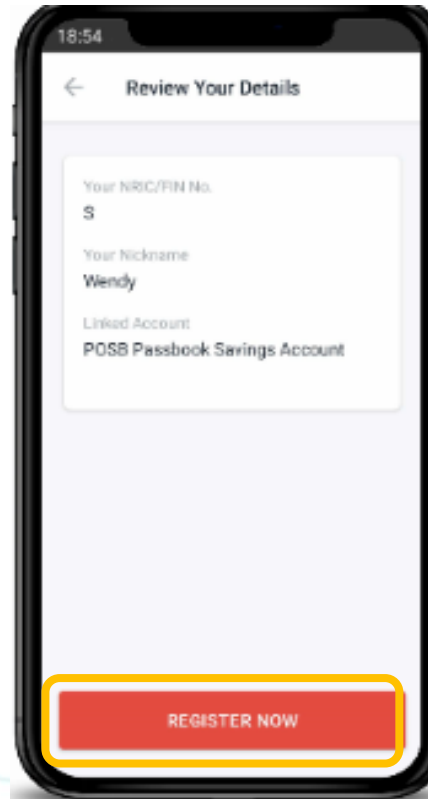 18:54
Review Your Details
Your NRIC/FIN No.
S
Your Nickname
Wendy
Linked Account
POSB Passbook Savings Account
REGISTER NOW